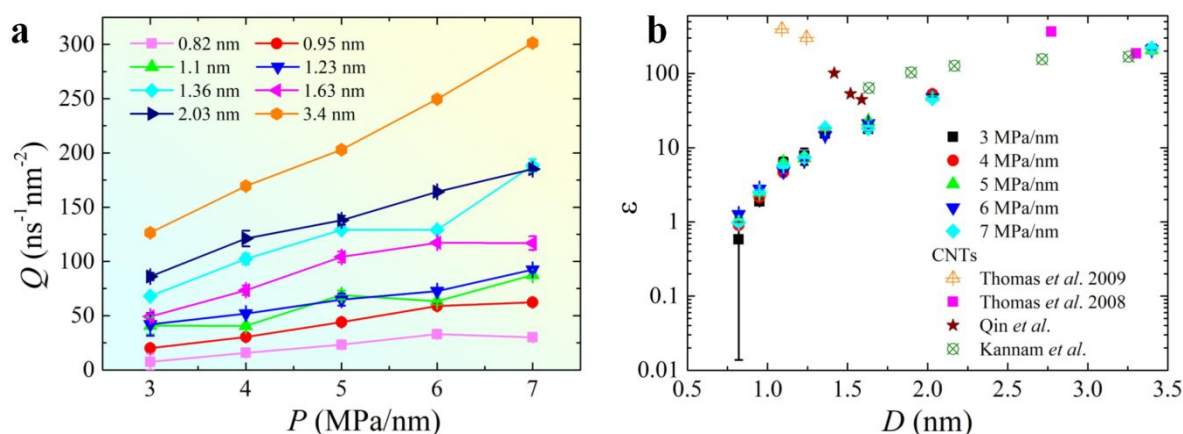 a
Q (ns⁻¹nm⁻²)
300
250
200
150
100
50
0
0.82 nm 0.95 nm
1.1 nm 1.23 nm
1.36 nm 1.63 nm
2.03 nm 3.4 nm
3 4 5 6 7
P (MPa/nm)
b
ε
100
10
1
0.1
0.01
3 MPa/nm
4 MPa/nm
5 MPa/nm
6 MPa/nm
7 MPa/nm
CNTs
Thomas et al. 2009
Thomas et al. 2008
Qin et al.
Kannam et al.
0.5 1.0 1.5 2.0 2.5 3.0 3.5
D (nm)